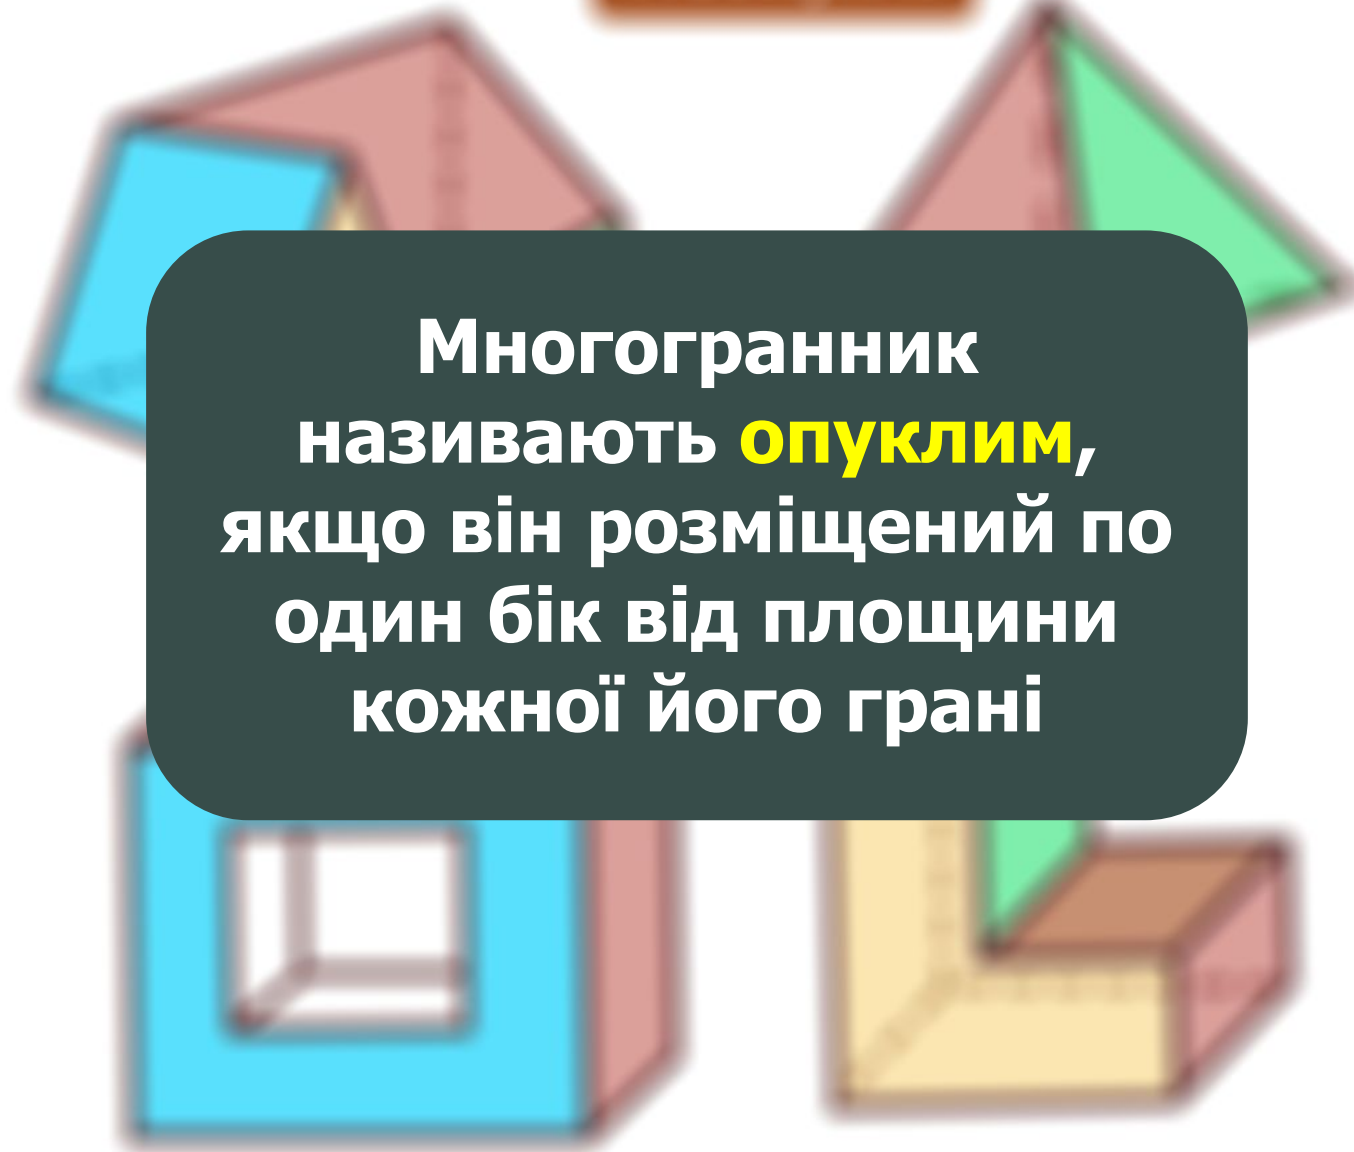 Многогранник
називають опуклим,
якщо він розміщений по
один бік від площини
кожної його грані